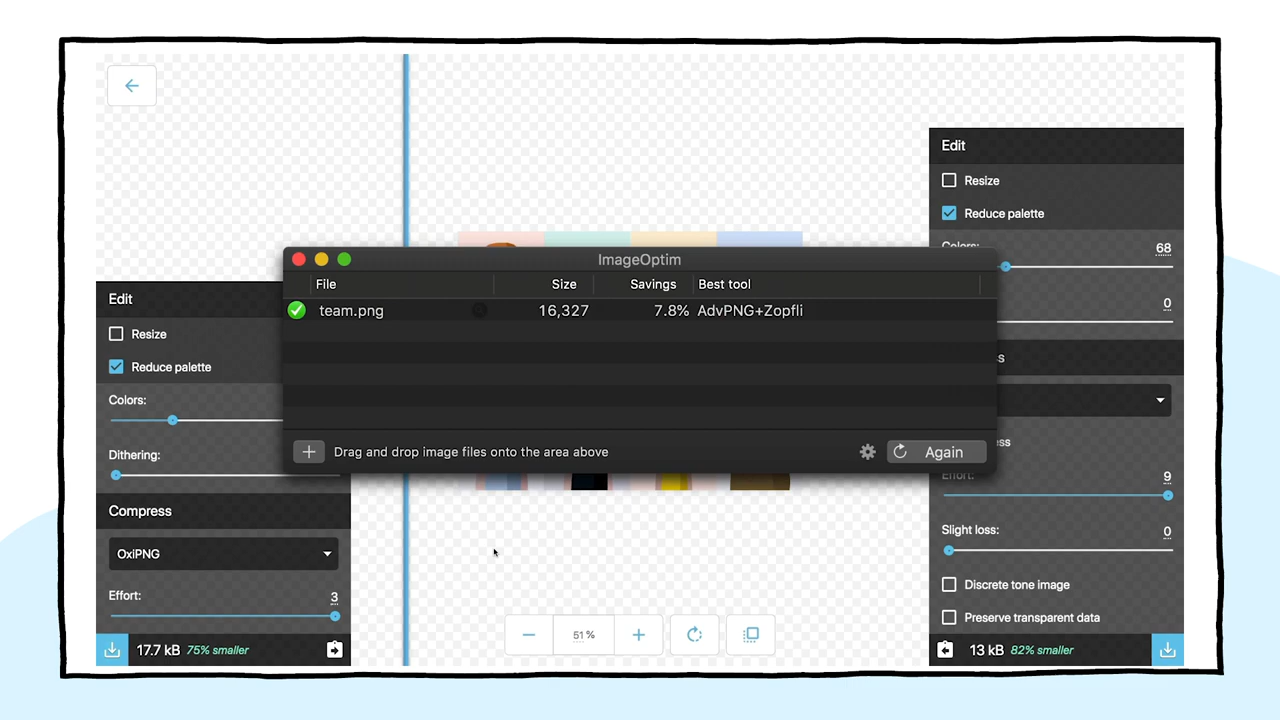 Edit
Resize
Reduce palette
Colors:
Dithering:
Compress
OxiPNG
Effort:
3
17.7 kB 75% smaller
ImageOptim
File Size Savings Best tool
team.png 16,327 7.8% AdvPNG+Zopfli
Drag and drop image files onto the area above
Again
51 %
Edit
Resize
Reduce palette
Colors:
68
0
9
Effort:
Slight loss:
0
Discrete tone image
Preserve transparent data
13 kB 82% smaller